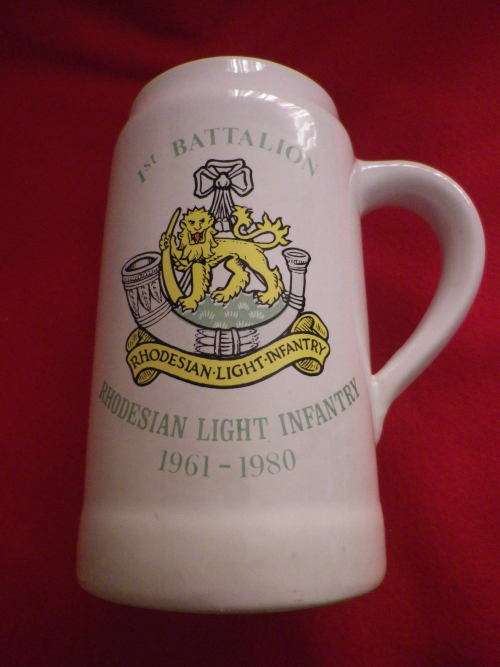 1st BATTALION
RHODESIAN·LIGHT·INFANTRY
RHODESIAN LIGHT INFANTRY
1961 - 1980